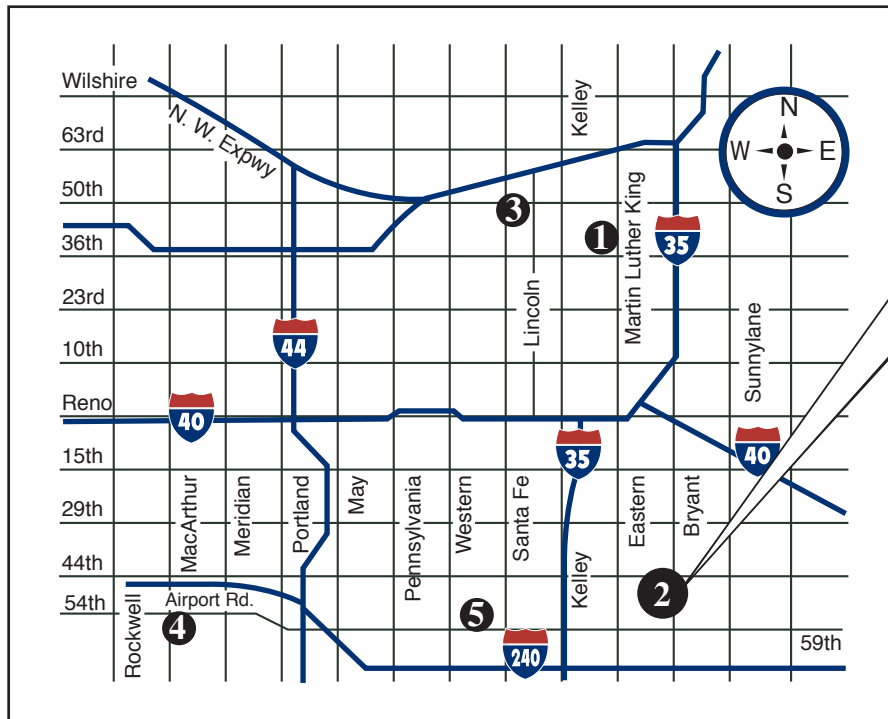 Wilshire
N. W. Expwy
63rd
50th
36th
23rd
10th
Reno
15th
29th
44th
54th
Kelley
N
W E
S
3
1
Martin Luther King
35
Lincoln
Sunnylane
44
40
35
40
MacArthur
Meridian
Portland
May
Pennsylvania
Western
Santa Fe
Kelley
Eastern
Bryant
2
Airport Rd.
Rockwell
4
5
240
59th